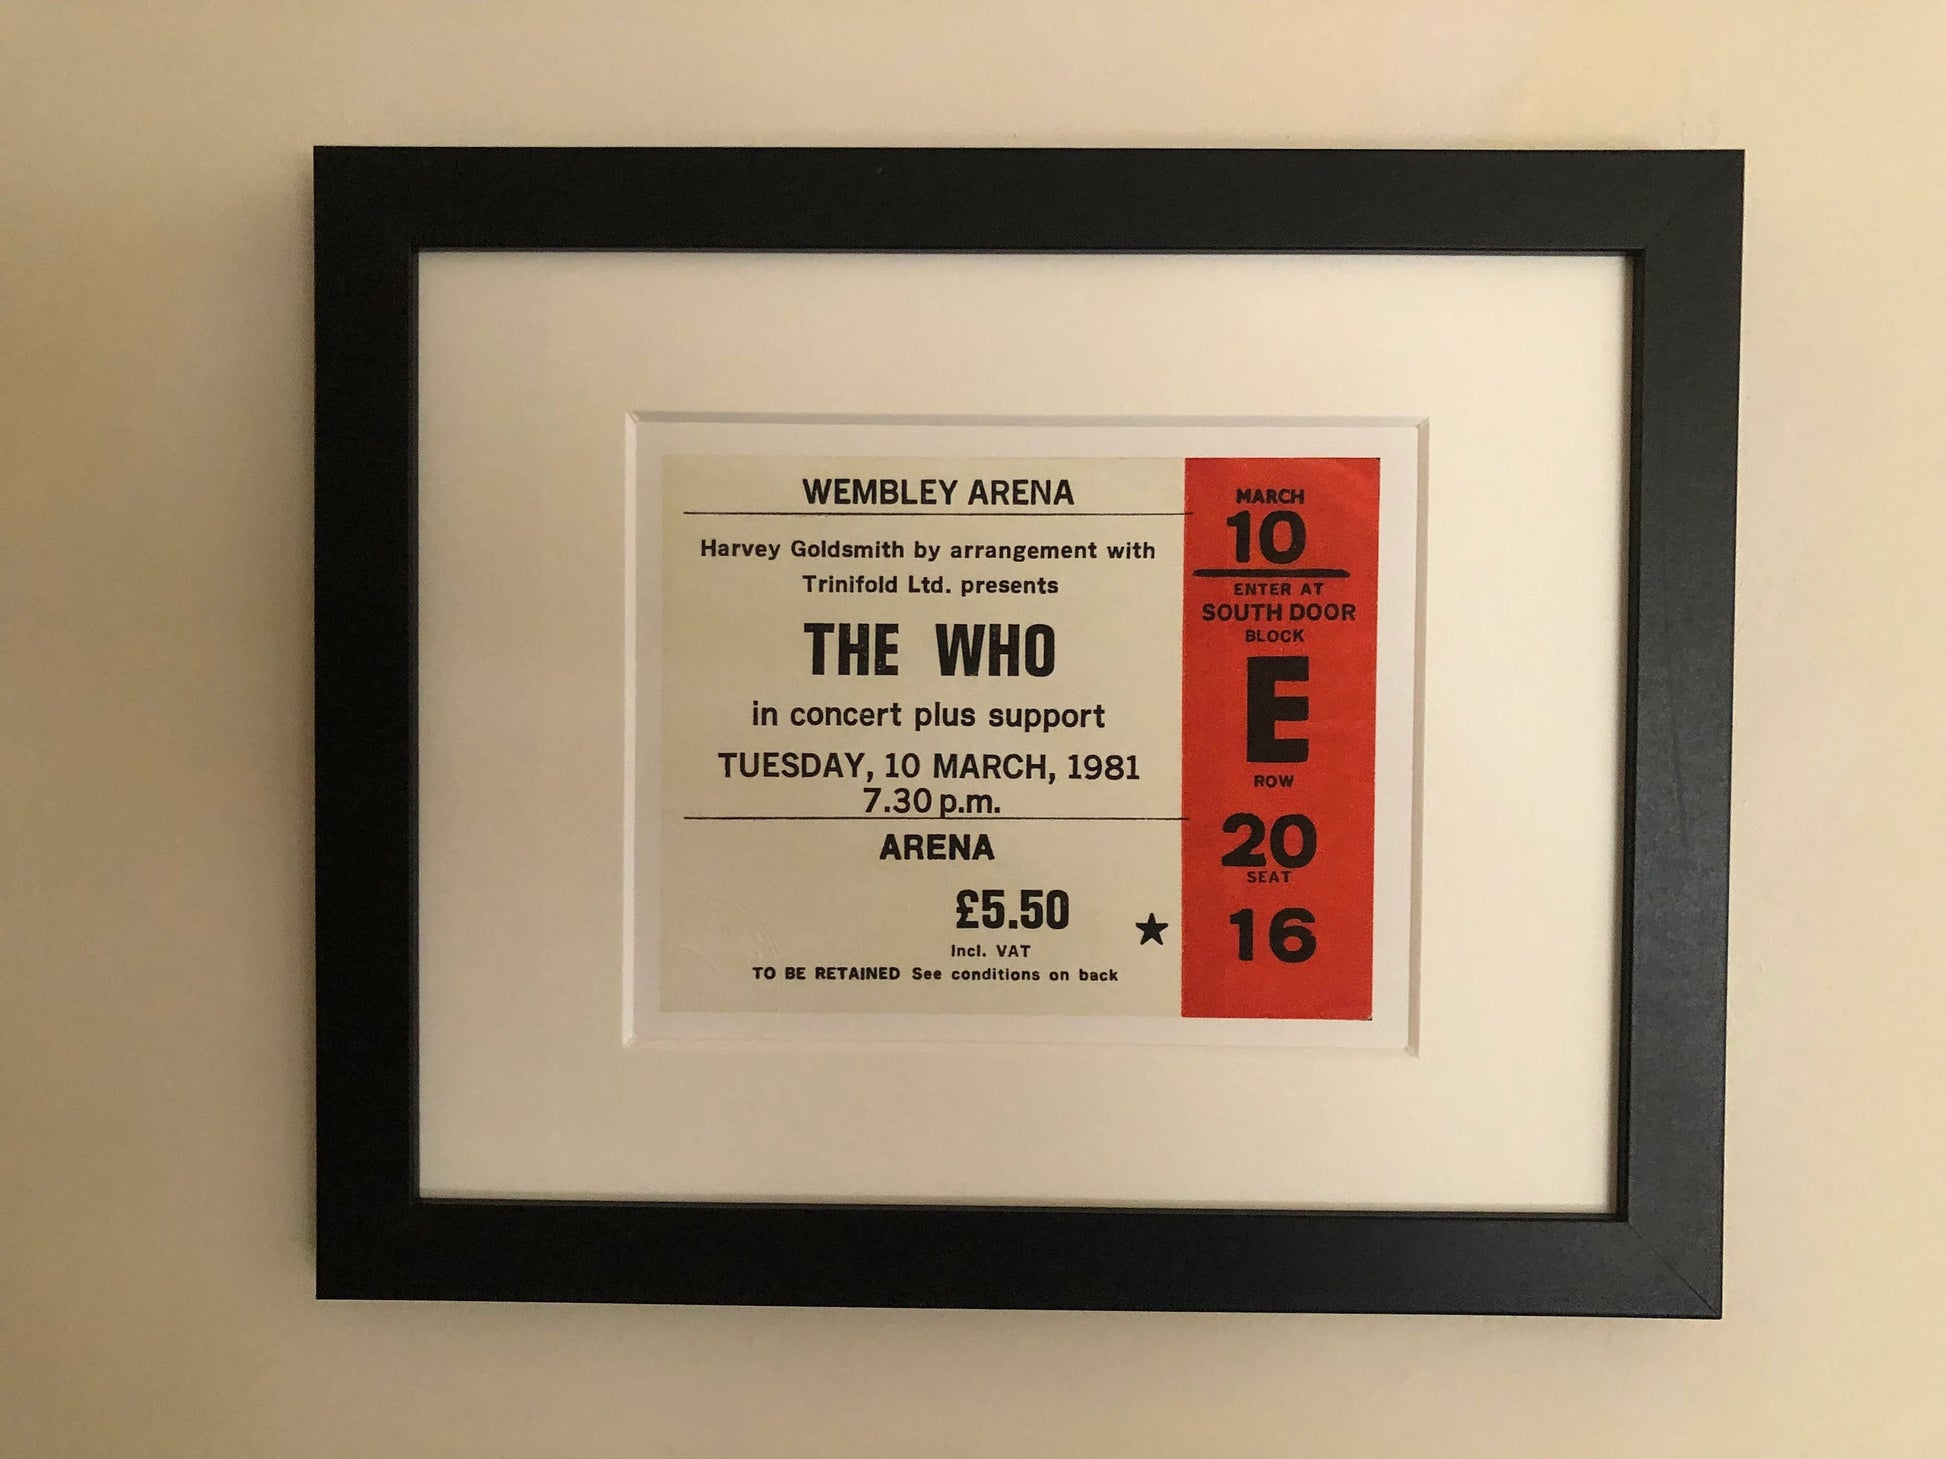 WEMBLEY ARENA
Harvey Goldsmith by arrangement with
Trinifold Ltd. presents
THE WHO
in concert plus support
TUESDAY, 10 MARCH, 1981
7.30 p.m.
ARENA
£5.50
Incl. VAT
★
TO BE RETAINED See conditions on back
MARCH
10
ENTER AT
SOUTH DOOR
BLOCK
E
ROW
20
SEAT
16